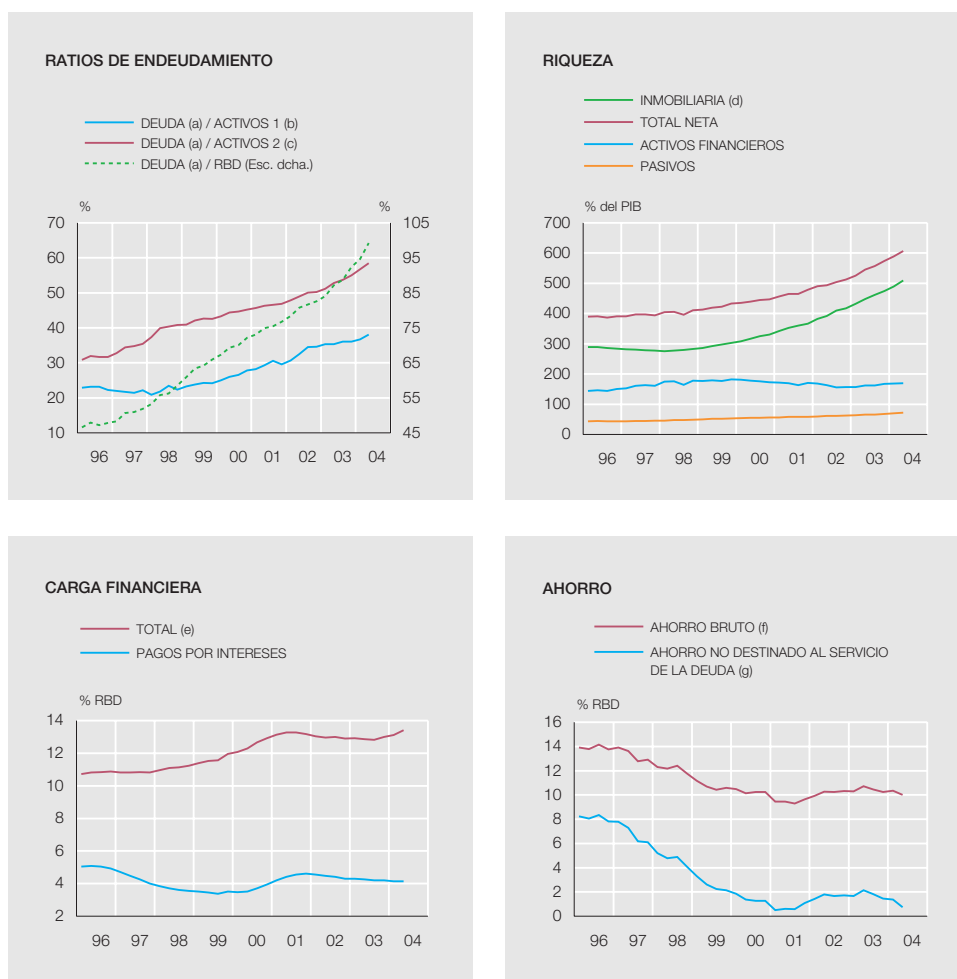 RATIOS DE ENDEUDAMIENTO
DEUDA (a) / ACTIVOS 1 (b)
DEUDA (a) / ACTIVOS 2 (c)
DEUDA (a) / RBD (Esc. dcha.)
% %
70 105
60 95
50 85
40 75
30 65
20 55
10 45
96 97 98 99 00 01 02 03 04
RIQUEZA
INMOBILIARIA (d)
TOTAL NETA
ACTIVOS FINANCIEROS
PASIVOS
% del PIB
700
600
500
400
300
200
100
0
96 97 98 99 00 01 02 03 04
CARGA FINANCIERA
TOTAL (e)
PAGOS POR INTERESES
% RBD
14
12
10
8
6
4
2
96 97 98 99 00 01 02 03 04
AHORRO
AHORRO BRUTO (f)
AHORRO NO DESTINADO AL SERVICIO
DE LA DEUDA (g)
% RBD
16
14
12
10
8
6
4
2
0
96 97 98 99 00 01 02 03 04